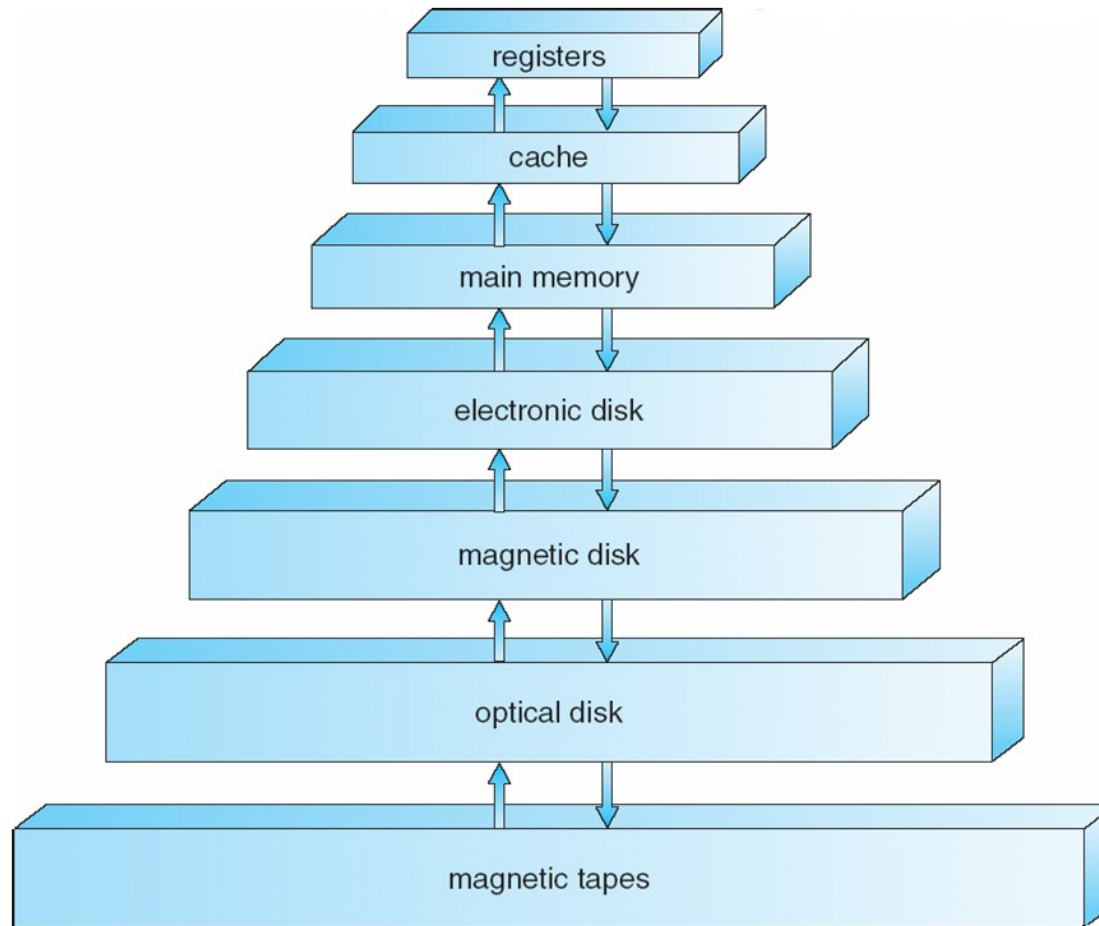 registers
cache
main memory
electronic disk
magnetic disk
optical disk
magnetic tapes